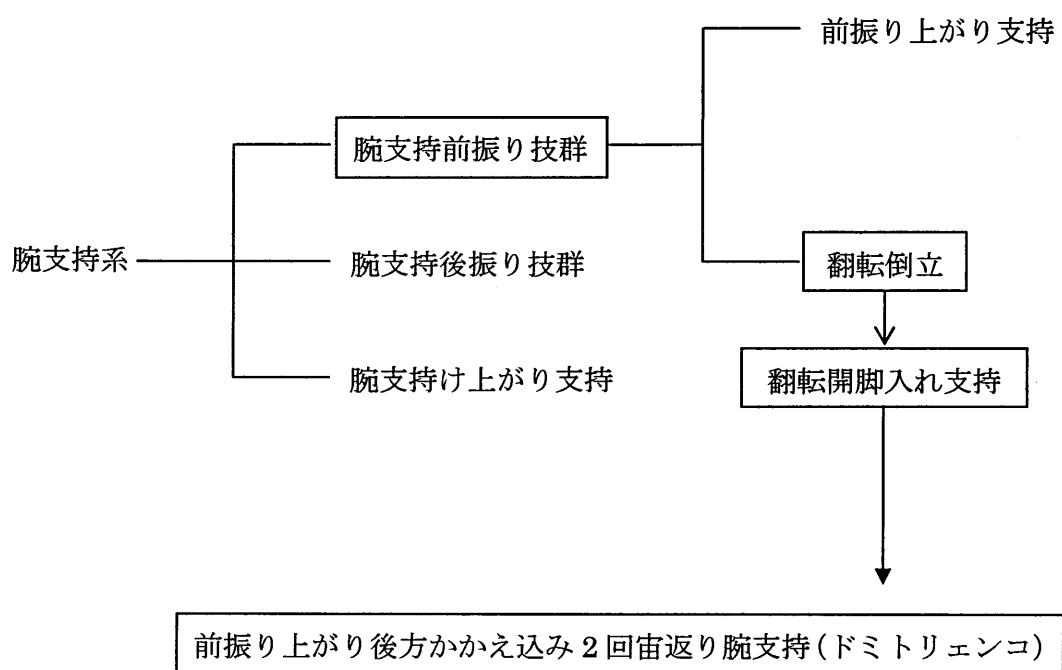 前振り上がり支持
腕支持前振り技群
腕支持系
腕支持後振り技群
翻転倒立
腕支持け上がり支持
翻転開脚入れ支持
前振り上がり後方かかえ込み2回宙返り腕支持(ドミトリェンコ)